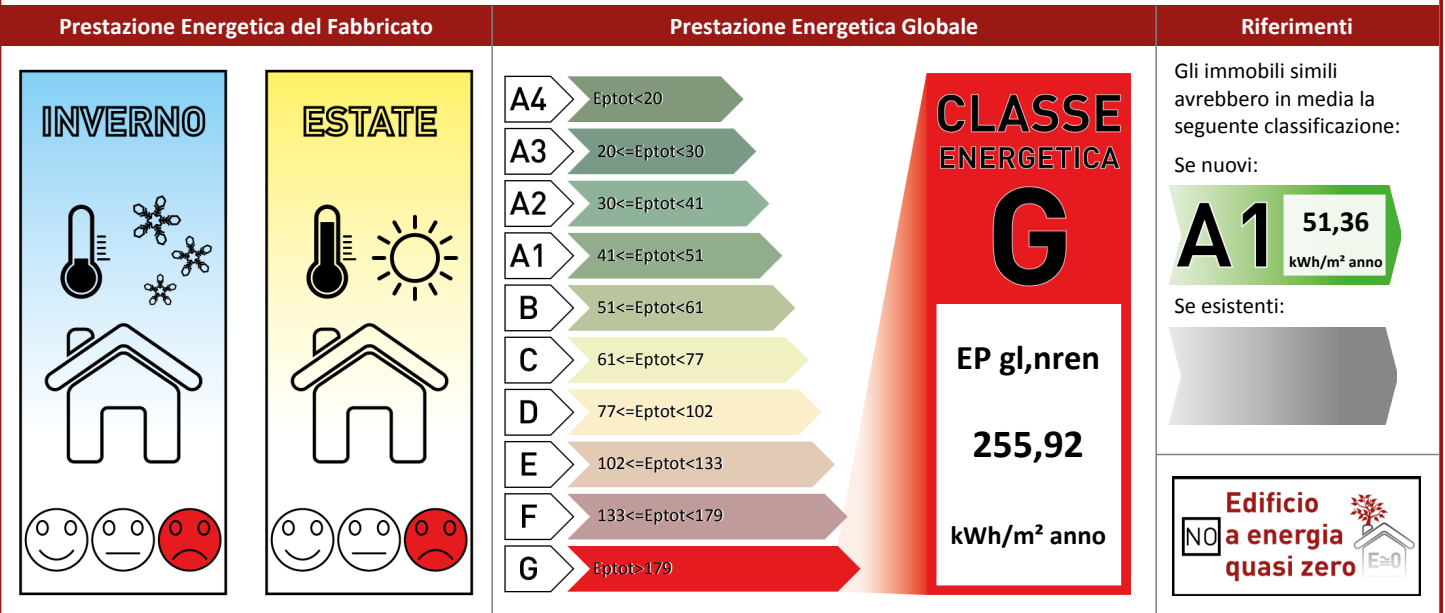 Prestazione Energetica del Fabbricato
Prestazione Energetica Globale
Riferimenti
INVERNO
ESTATE
A4
Eptot<20
A3
20<=Eptot<30
A2
30<=Eptot<41
A1
41<=Eptot<51
B
51<=Eptot<61
C
61<=Eptot<77
D
77<=Eptot<102
E
102<=Eptot<133
F
133<=Eptot<179
G
Eptot>179
CLASSE
ENERGETICA
G
EP gl,nren
255,92
kWh/m² anno
Gli immobili simili
avrebbero in media la
seguente classificazione:
Se nuovi:
A1
51,36
kWh/m² anno
Se esistenti:
Edificio
NO a energia
quasi zero
E≃0